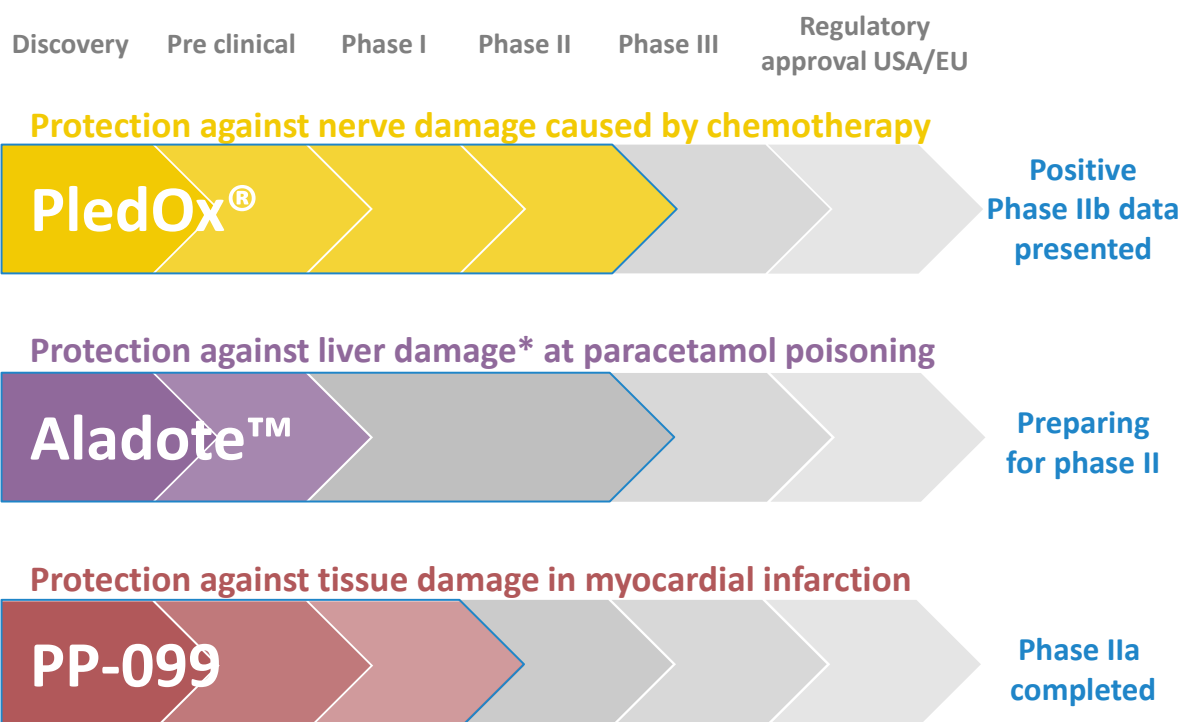 Discovery Pre clinical Phase I Phase II Phase III Regulatory
approval USA/EU
Protection against nerve damage caused by chemotherapy
PledOx®
Positive
Phase IIb data
presented
Protection against liver damage* at paracetamol poisoning
Aladote™
Preparing
for phase II
Protection against tissue damage in myocardial infarction
PP-099
Phase IIa
completed